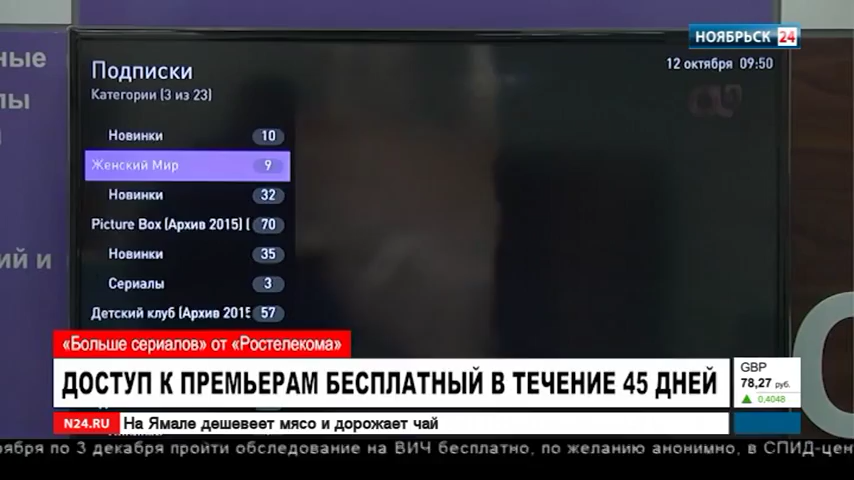 НОЯБРЬСК 24
12 октября 09:50
Подписки
Категории (3 из 23)
Новинки 10
Женский Мир 9
Новинки 32
Picture Box (Архив 2015) ( 70
Новинки 35
Сериалы 3
Детский клуб (Архив 2015 57
ные
ий и
«Больше сериалов» от «Ростелекома»
ДОСТУП К ПРЕМЬЕРАМ БЕСПЛАТНЫЙ В ТЕЧЕНИЕ 45 ДНЕЙ
GBP
78,27 руб.
0,4048
N24.RU На Ямале дешевеет мясо и дорожает чай
ября по 3 декабря пройти обследование на ВИЧ бесплатно, по желанию анонимно, в СПИД-цен